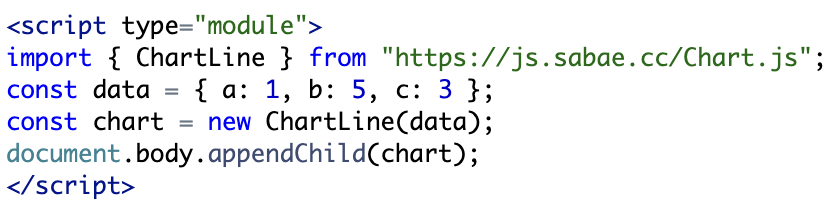 <script type="module">
import { ChartLine } from "https://js.sabae.cc/Chart.js";
const data = { a: 1, b: 5, c: 3 };
const chart = new ChartLine(data);
document.body.appendChild(chart);
</script>